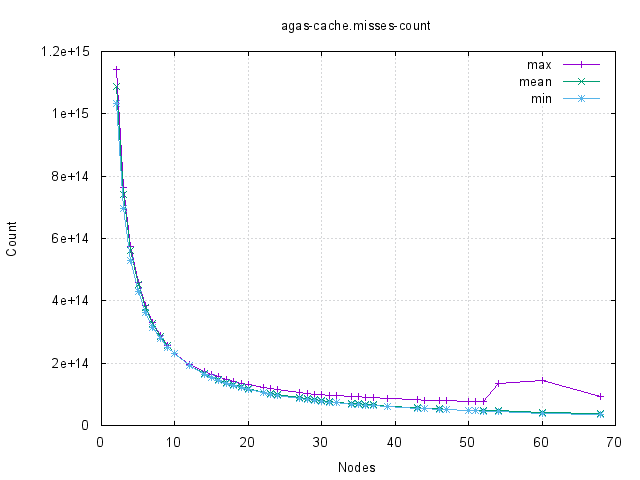 agas-cache.misses-count
1.2e+15
1e+15
8e+14
6e+14
4e+14
2e+14
0
Count
max
mean
min
0 10 20 30 40 50 60 70
Nodes